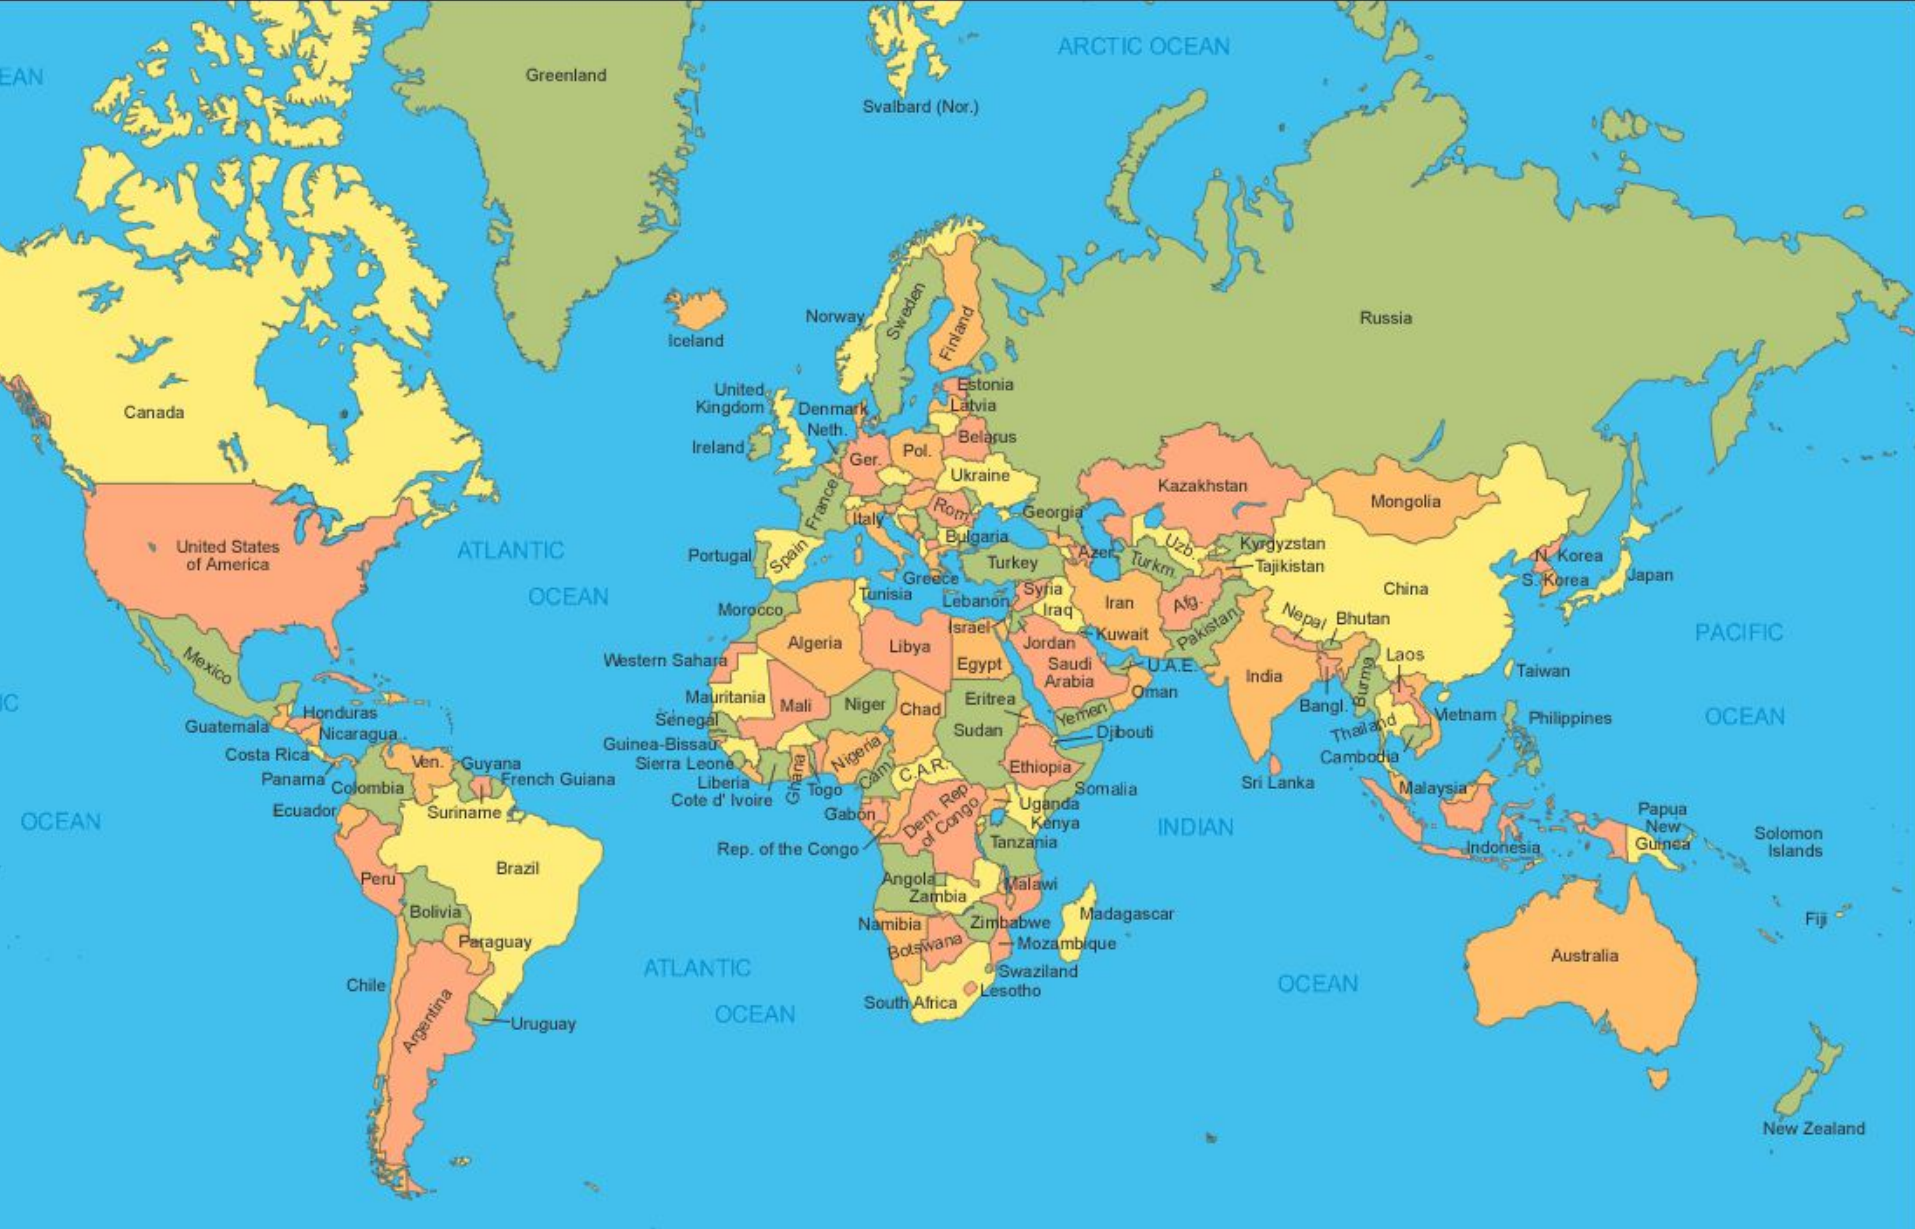 ARCTIC OCEAN
Greenland
EAN
Svalbard (Nor.)
Norway
Sweden
Finland
Russia
Iceland
Canada
United
Kingdom
Denmark
Neth.
Ireland
Estonia
Latvia
Belarus
Ger.
Pol.
Ukraine
France
Kazakhstan
Mongolia
Italy
Rom.
Georgia
United States
of America
ATLANTIC
OCEAN
Portugal
Spain
Bulgaria
Turkey
Greece
Azer.
Uzb.
Turkm.
Kyrgyzstan
Tajikistan
N. Korea
S. Korea
Japan
China
Morocco
Tunisia
Lebanon
Syria
Iraq
Iran
Afg.
Pakistan
Nepal
Bhutan
Israel
Jordan
Kuwait
Algeria
Libya
Egypt
Saudi
Arabia
U.A.E.
Oman
India
Burma
Laos
Taiwan
PACIFIC
OCEAN
Mexico
Western Sahara
Mauritania
Mali
Niger
Chad
Sudan
Eritrea
Yemen
Djibouti
Bangl.
Thailand
Vietnam
Cambodia
Philippines
IC
Guatemala
Honduras
Nicaragua
Costa Rica
Panama
Senegal
Guinea-Bissau
Sierra Leone
Liberia
Cote d' Ivoire
Ghana
Togo
Nigeria
Cam.
C.A.R.
Ethiopia
Somalia
Sri Lanka
Malaysia
Ven.
Guyana
French Guiana
Colombia
Suriname
Ecuador
OCEAN
Gabon
Rep. of the Congo
Dem. Rep
of Congo
Uganda
Kenya
Tanzania
INDIAN
Indonesia
Papua
New
Guinea
Solomon
Islands
Peru
Brazil
Bolivia
Paraguay
Angola
Zambia
Malawi
Namibia
Botswana
Zimbabwe
Mozambique
Madagascar
Fiji
Australia
ATLANTIC
OCEAN
Chile
Argentina
Uruguay
South Africa
Swaziland
Lesotho
OCEAN
New Zealand